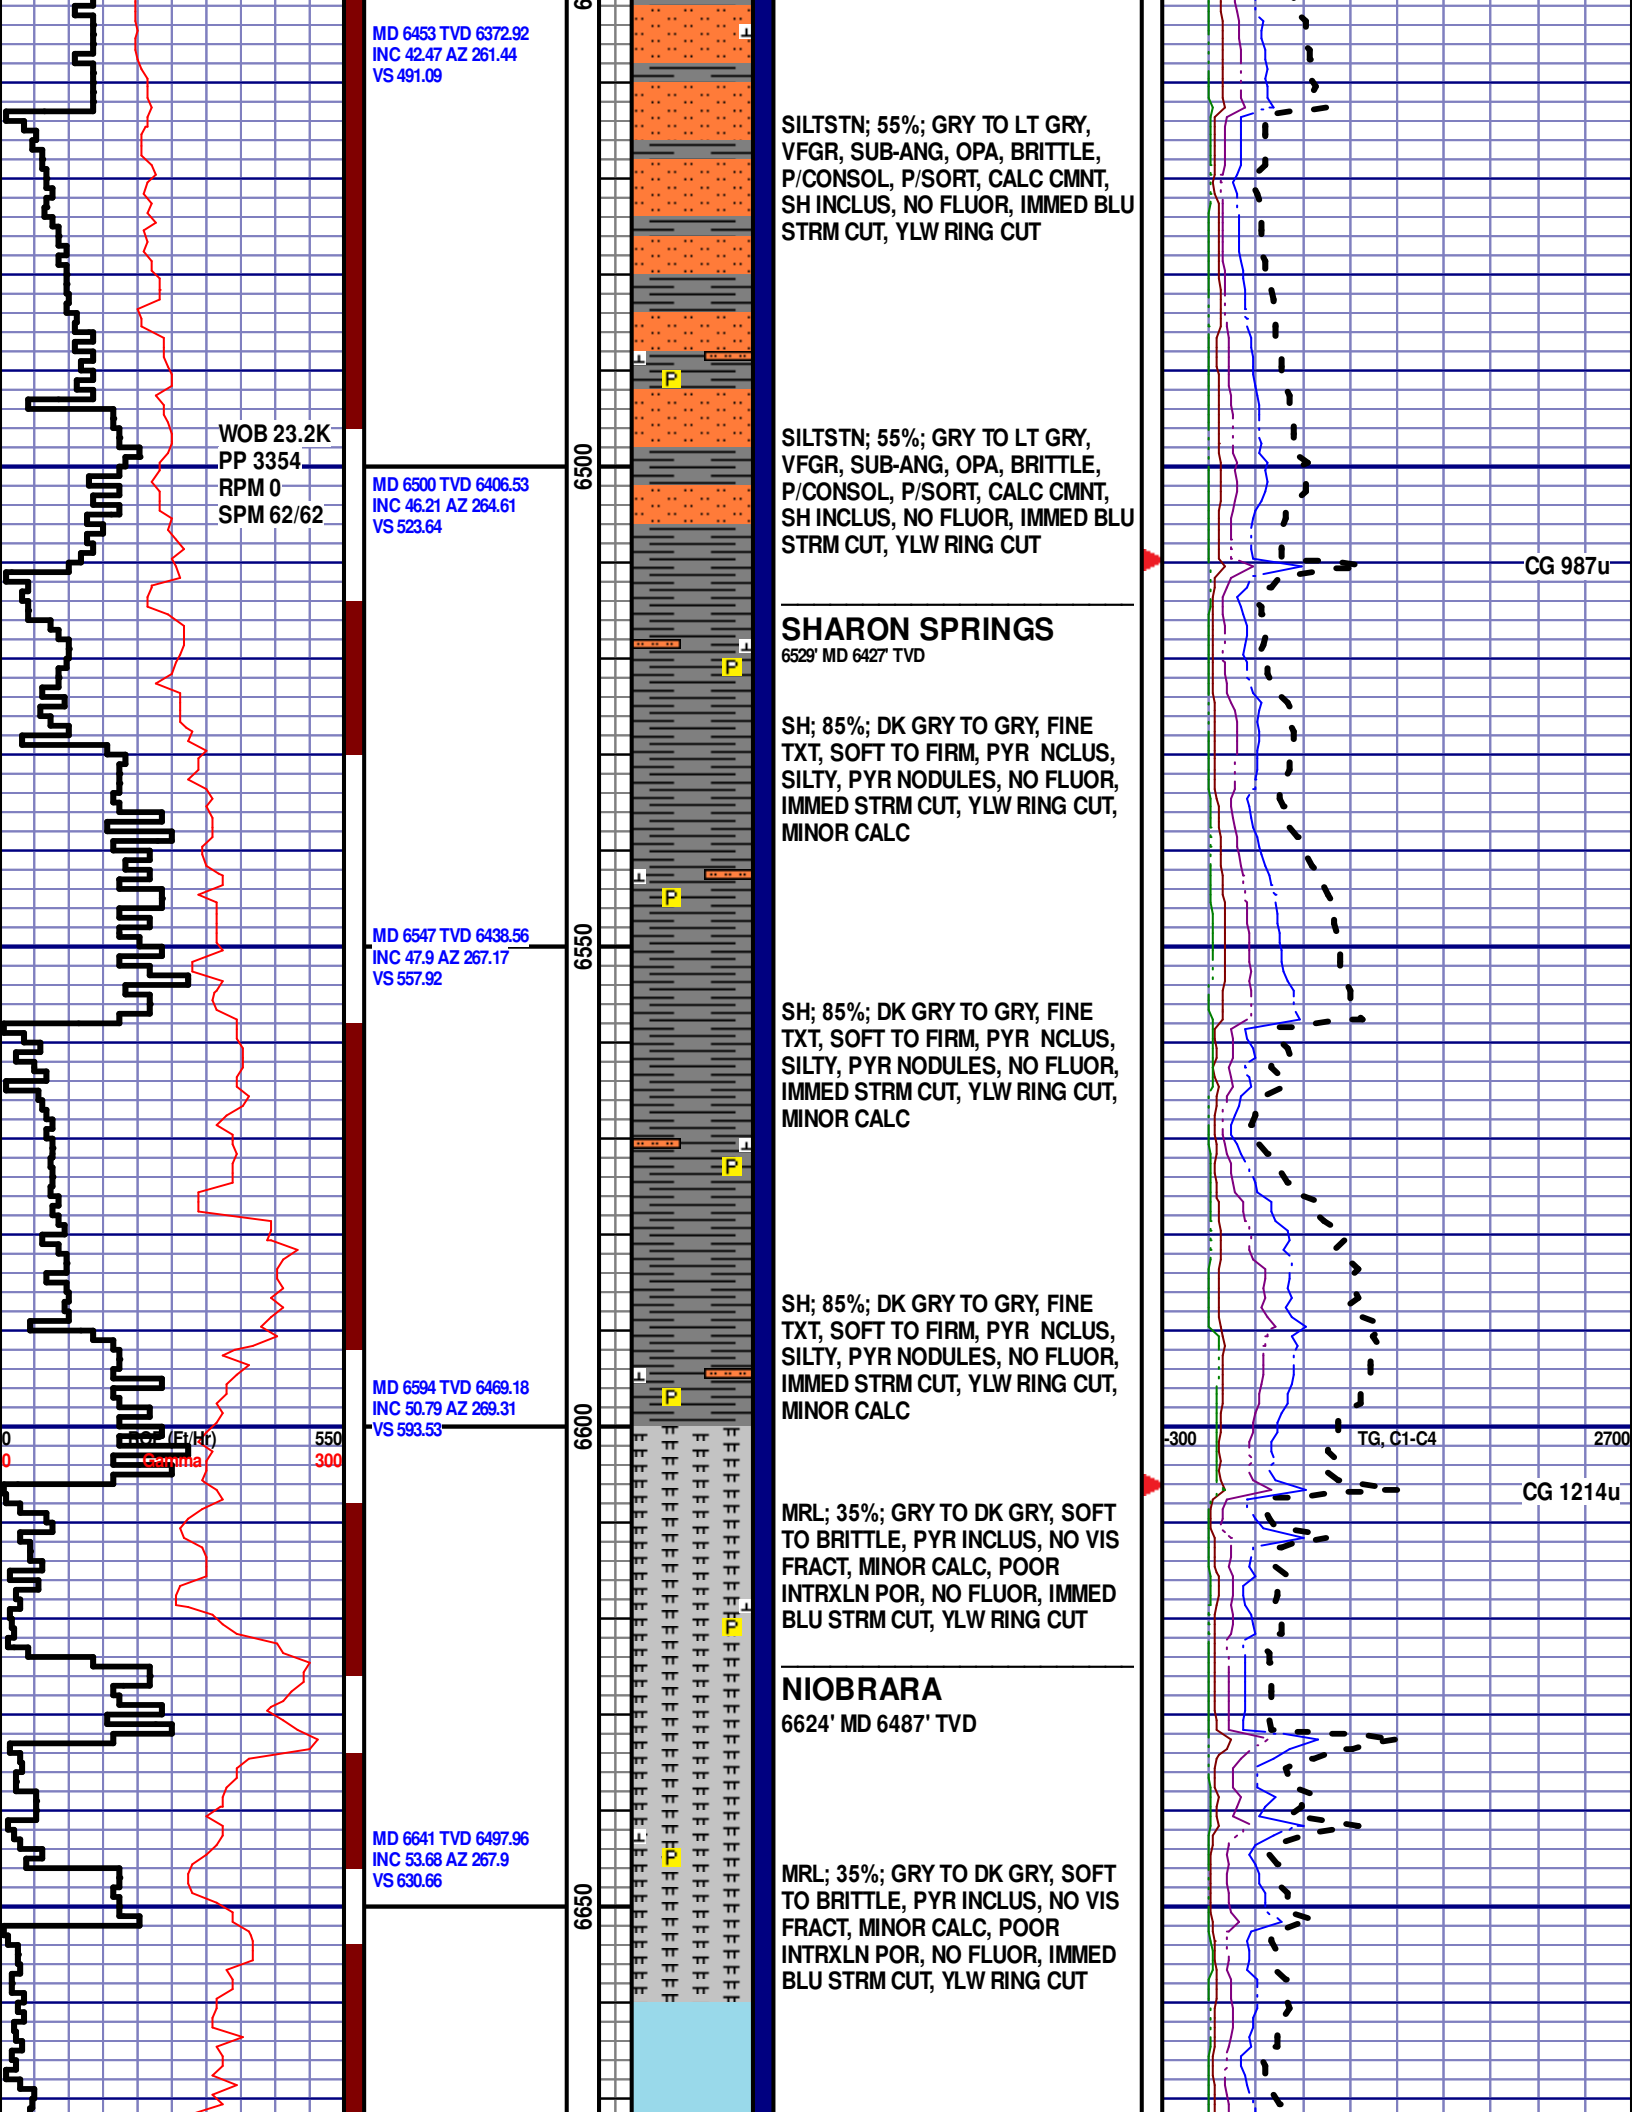 MD 6453 TVD 6372.92
INC 42.47 AZ 261.44
VS 491.09
SILTSTN; 55%; GRY TO LT GRY,
VFGR, SUB-ANG, OPA, BRITTLE,
P/CONSOL, P/SORT, CALC CMNT,
SH INCLUS, NO FLUOR, IMMED BLU
STRM CUT, YLW RING CUT
P
WOB 23.2K
PP 3354
RPM 0
SPM 62/62
MD 6500 TVD 6406.53
INC 46.21 AZ 264.61
VS 523.64
6500
SILTSTN; 55%; GRY TO LT GRY,
VFGR, SUB-ANG, OPA, BRITTLE,
P/CONSOL, P/SORT, CALC CMNT,
SH INCLUS, NO FLUOR, IMMED BLU
STRM CUT, YLW RING CUT
CG 987u
SHARON SPRINGS
6529' MD 6427' TVD
P
SH; 85%; DK GRY TO GRY, FINE
TXT, SOFT TO FIRM, PYR NCLUS,
SILTY, PYR NODULES, NO FLUOR,
IMMED STRM CUT, YLW RING CUT,
MINOR CALC
P
MD 6547 TVD 6438.56
INC 47.9 AZ 267.17
VS 557.92
6550
SH; 85%; DK GRY TO GRY, FINE
TXT, SOFT TO FIRM, PYR NCLUS,
SILTY, PYR NODULES, NO FLUOR,
IMMED STRM CUT, YLW RING CUT,
MINOR CALC
P
SH; 85%; DK GRY TO GRY, FINE
TXT, SOFT TO FIRM, PYR NCLUS,
SILTY, PYR NODULES, NO FLUOR,
IMMED STRM CUT, YLW RING CUT,
MINOR CALC
P
MD 6594 TVD 6469.18
INC 50.79 AZ 269.31
VS 593.53
6600
0 ROP (Ft/Hr) 550
0 Gamma 300
-300 TG, C1-C4 2700
CG 1214u
MRL; 35%; GRY TO DK GRY, SOFT
TO BRITTLE, PYR INCLUS, NO VIS
FRACT, MINOR CALC, POOR
INTRXLN POR, NO FLUOR, IMMED
BLU STRM CUT, YLW RING CUT
P
NIOBRARA
6624' MD 6487' TVD
MD 6641 TVD 6497.96
INC 53.68 AZ 267.9
VS 630.66
P
6650
MRL; 35%; GRY TO DK GRY, SOFT
TO BRITTLE, PYR INCLUS, NO VIS
FRACT, MINOR CALC, POOR
INTRXLN POR, NO FLUOR, IMMED
BLU STRM CUT, YLW RING CUT